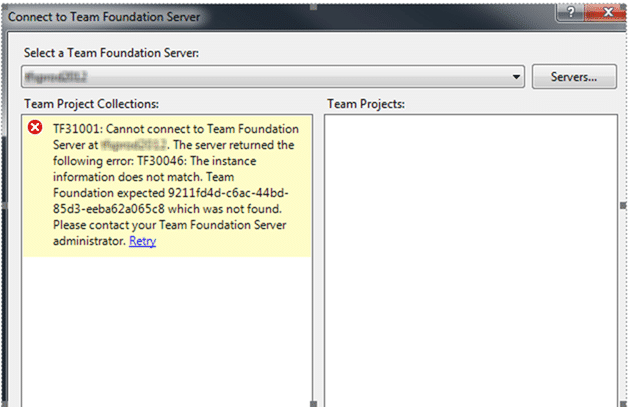 Connect to Team Foundation Server
Select a Team Foundation Server:
Servers...
Team Project Collections:
Team Projects:
TF31001: Cannot connect to Team Foundation
Server at . The server returned the
following error: TF30046: The instance
information does not match. Team
Foundation expected 9211fd4d-c6ac-44bd-
85d3-eeba62a065c8 which was not found.
Please contact your Team Foundation Server
administrator. Retry